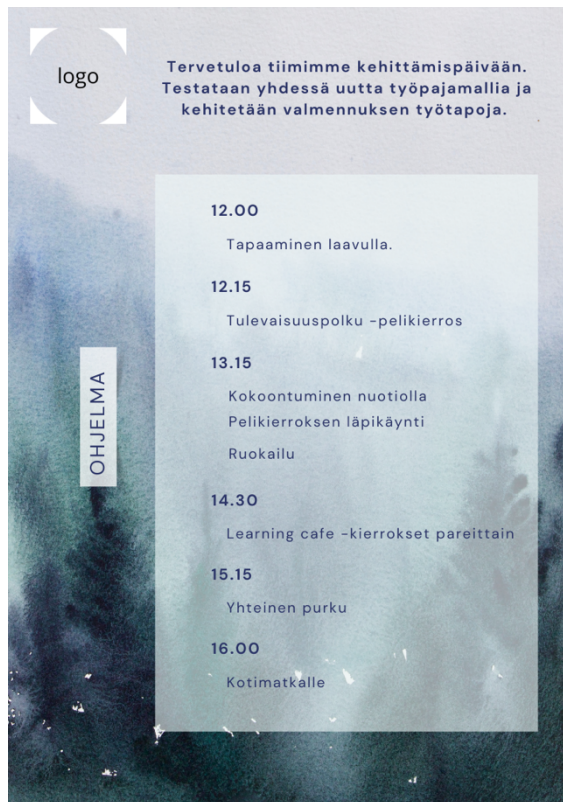 logo
Tervetuloa tiimimme kehittämispäivään.
Testataan yhdessä uutta työpajamallia ja
kehitetään valmennuksen työtapoja.
OHJELMA
12.00
Tapaaminen laavulla.
12.15
Tulevaisuuspolku -pelikierros
13.15
Kokoontuminen nuotiolla
Pelikierroksen läpikäynti
Ruokailu
14.30
Learning cafe -kierrokset pareittain
15.15
Yhteinen purku
16.00
Kotimatkalle